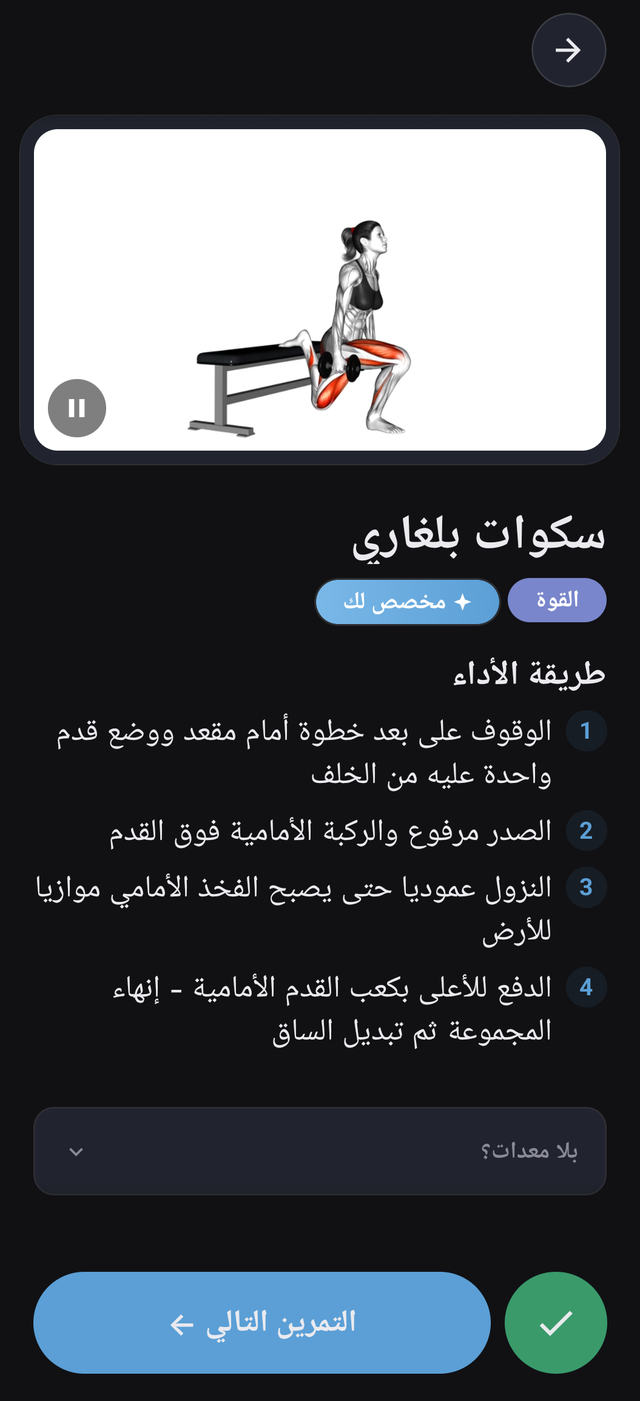 سكوات بلغاري
القوة
مخصص لك
طريقة الأداء
1 الوقوف على بعد خطوة أمام مقعد ووضع قدم
واحدة عليه من الخلف
2 الصدر مرفوع والركبة الأمامية فوق القدم
3 النزول عموديا حتى يصبح الفخذ الأمامي موازيا
للأرض
4 الدفع للأعلى بكعب القدم الأمامية - إنهاء
المجموعة ثم تبديل الساق
بلا معدات؟
التمرين التالي ←